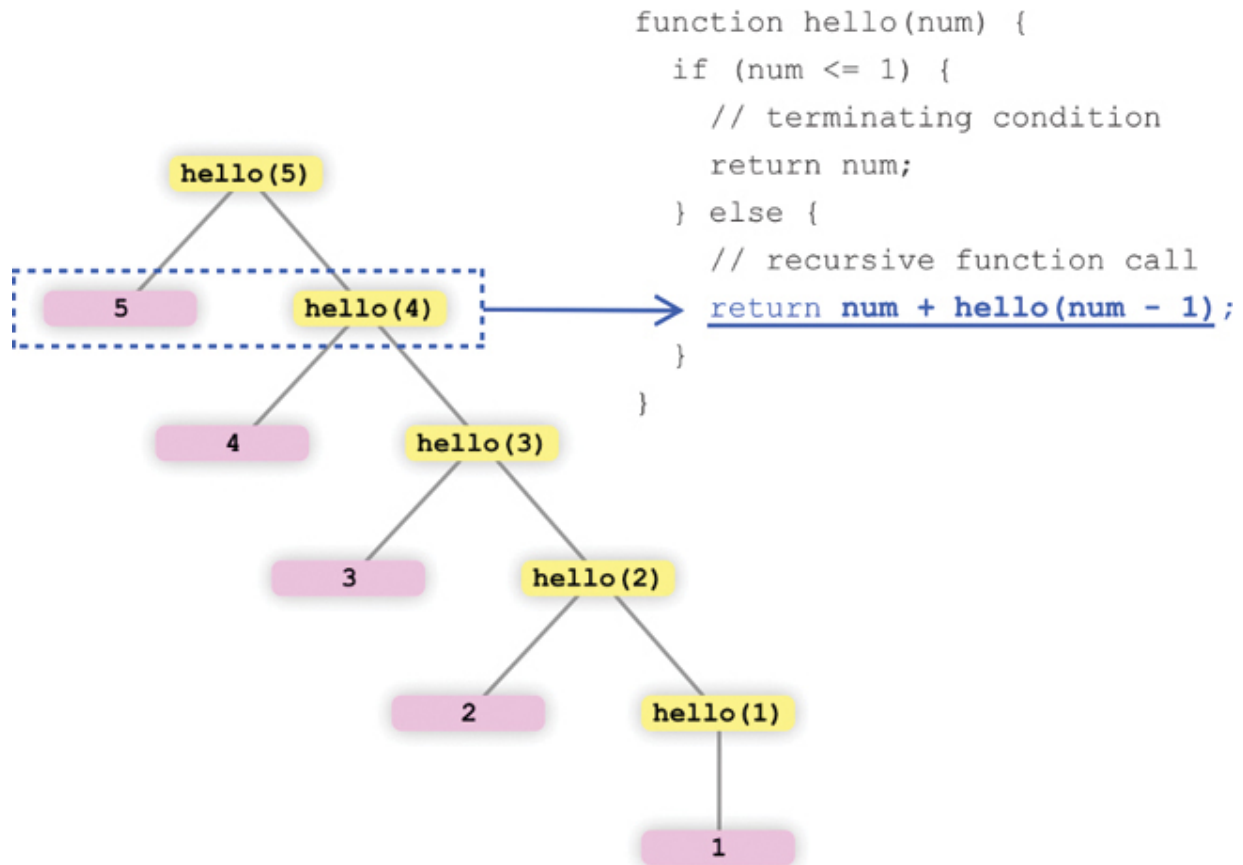 function hello(num) {
if (num <= 1) {
// terminating condition
return num;
} else {
// recursive function call
return num + hello(num - 1);
}
}
hello(5)
5
hello(4)
4
hello(3)
3
hello(2)
2
hello(1)
1